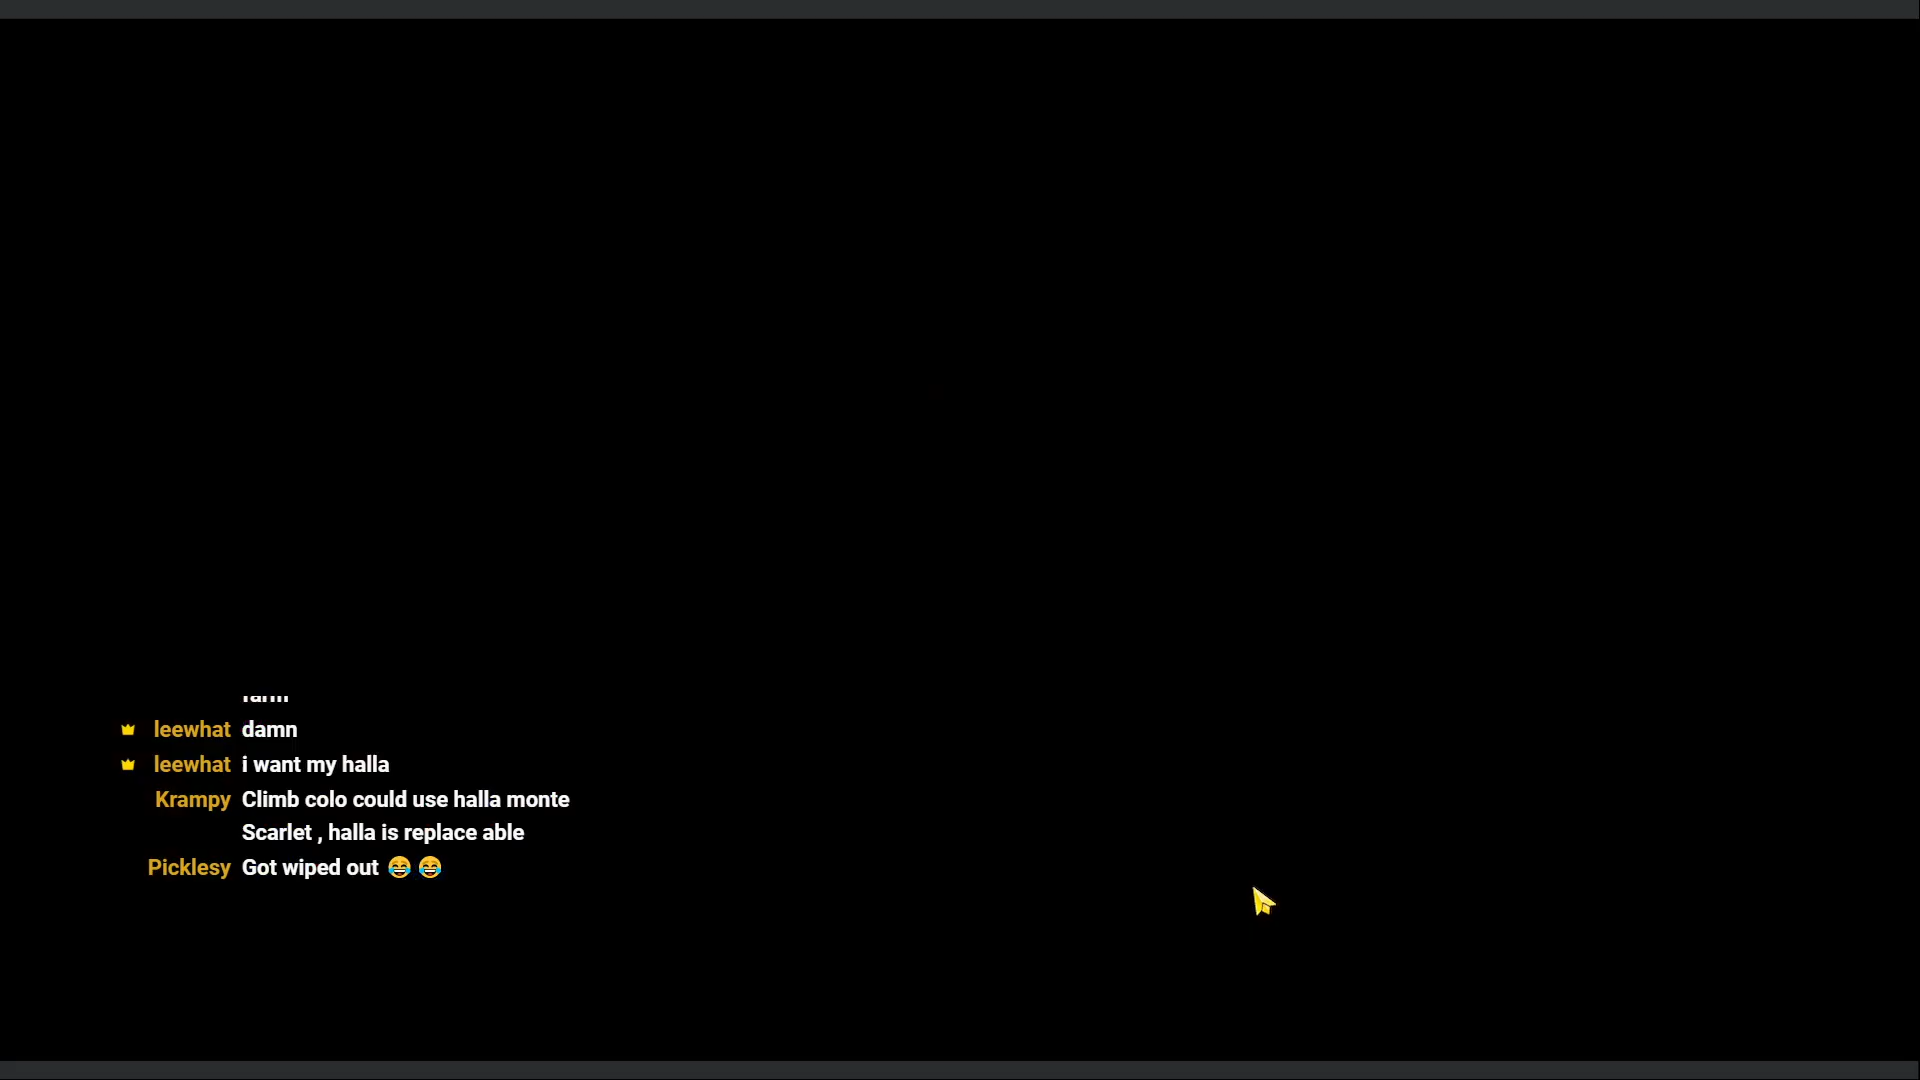 leewhat damn
leewhat i want my halla
Krampy Climb colo could use halla monte
Scarlet , halla is replace able
Picklesy Got wiped out 😂 😂